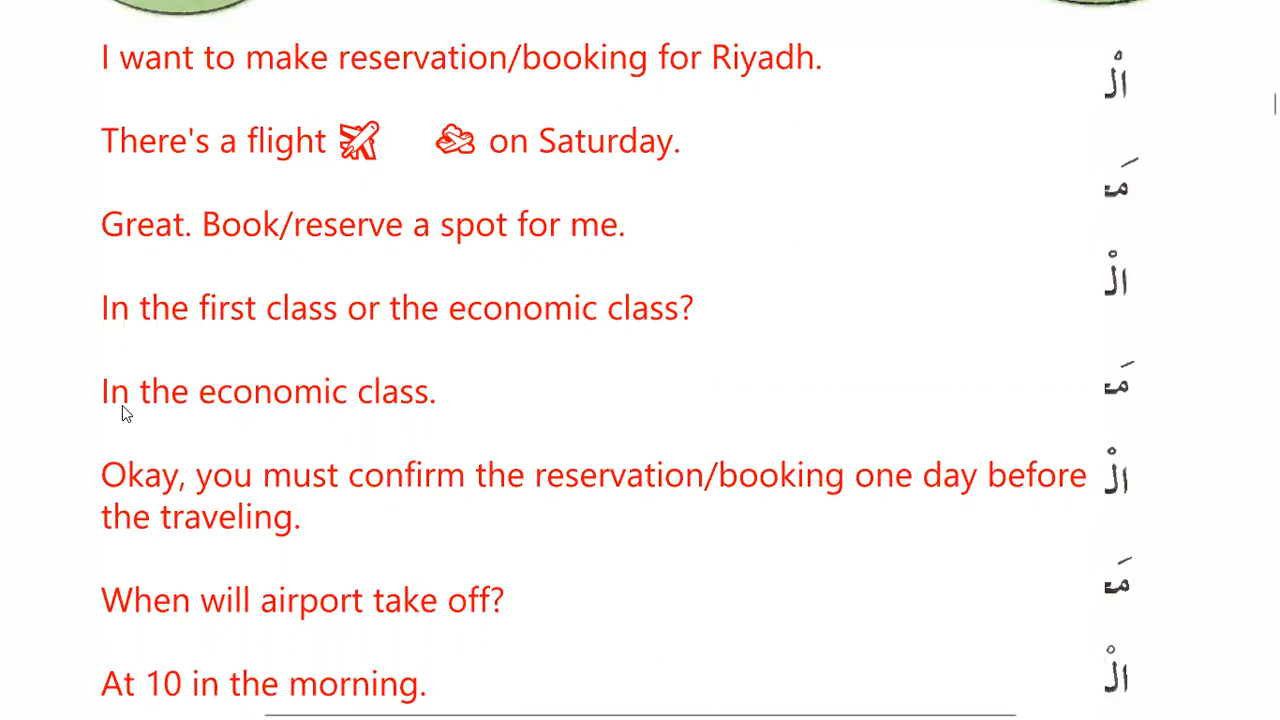 I want to make reservation/booking for Riyadh.
There's a flight on Saturday.
Great. Book/reserve a spot for me.
In the first class or the economic class?
In the economic class.
Okay, you must confirm the reservation/booking one day before
the traveling.
When will airport take off?
At 10 in the morning.